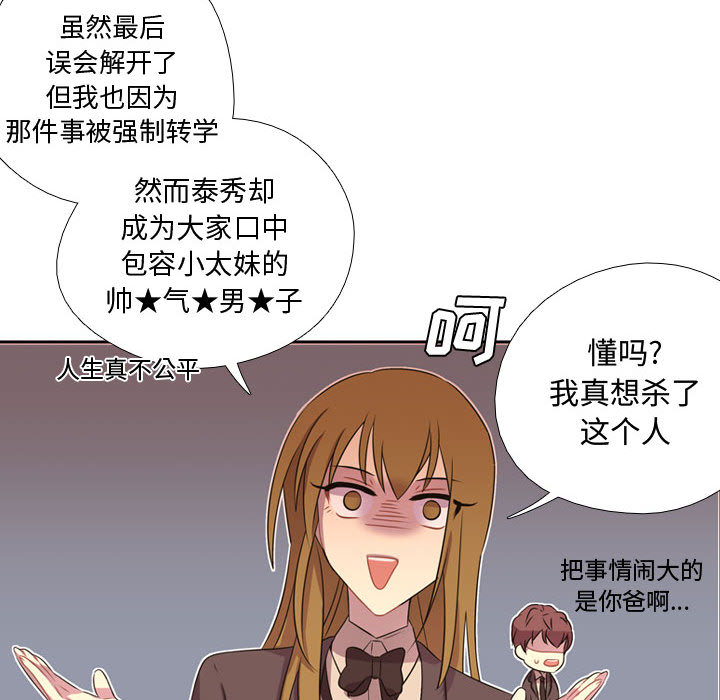 虽然最后
误会解开了
但我也因为
那件事被强制转学
然而泰秀却
成为大家口中
包容小太妹的
帅★气★男★子
人生真不公平
呵
懂吗?
我真想杀了
这个人
把事情闹大的
是你爸啊...